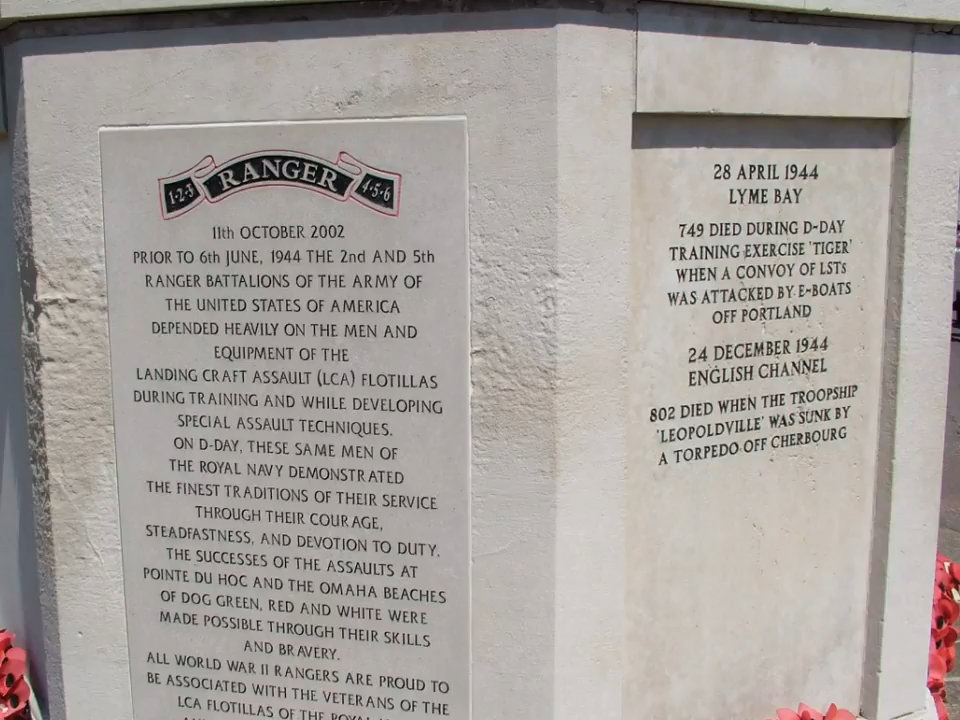 1·2·3 RANGER 4·5·6
11th OCTOBER 2002
PRIOR TO 6th JUNE, 1944 THE 2nd AND 5th
RANGER BATTALIONS OF THE ARMY OF
THE UNITED STATES OF AMERICA
DEPENDED HEAVILY ON THE MEN AND
EQUIPMENT OF THE
LANDING CRAFT ASSAULT (LCA) FLOTILLAS
DURING TRAINING AND WHILE DEVELOPING
SPECIAL ASSAULT TECHNIQUES.
ON D-DAY, THESE SAME MEN OF
THE ROYAL NAVY DEMONSTRATED
THE FINEST TRADITIONS OF THEIR SERVICE
THROUGH THEIR COURAGE,
STEADFASTNESS, AND DEVOTION TO DUTY.
THE SUCCESSES OF THE ASSAULTS AT
POINTE DU HOC AND THE OMAHA BEACHES
OF DOG GREEN, RED AND WHITE WERE
MADE POSSIBLE THROUGH THEIR SKILLS
AND BRAVERY.
ALL WORLD WAR II RANGERS ARE PROUD TO
BE ASSOCIATED WITH THE VETERANS OF THE
LCA FLOTILLAS OF THE ROYAL
28 APRIL 1944
LYME BAY
749 DIED DURING D-DAY
TRAINING EXERCISE 'TIGER'
WHEN A CONVOY OF LSTs
WAS ATTACKED BY E-BOATS
OFF PORTLAND
24 DECEMBER 1944
ENGLISH CHANNEL
802 DIED WHEN THE TROOPSHIP
'LEOPOLDVILLE' WAS SUNK BY
A TORPEDO OFF CHERBOURG